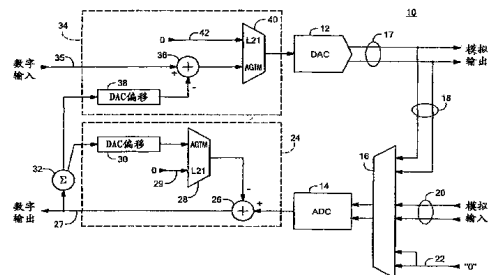 10
34
40
0
42
L21
36
12
DAC
17
模拟
输出
数字
输入
35
+
-
AGTM
38
DAC偏移
18
32
Σ
DAC偏移
30
AGTM
24
0
29
L21
28
16
14
ADC
20
模拟
输入
数字
输出
27
26
-
+
22
"0"